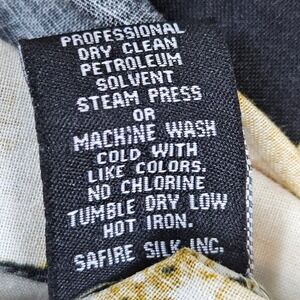 PROFESSIONAL
DRY CLEAN
PETROLEUM
SOLVENT
STEAM PRESS
OR
MACHINE WASH
COLD WITH
LIKE COLORS.
NO CHLORINE
TUMBLE DRY LOW
HOT IRON.
SAFIRE SILK INC.